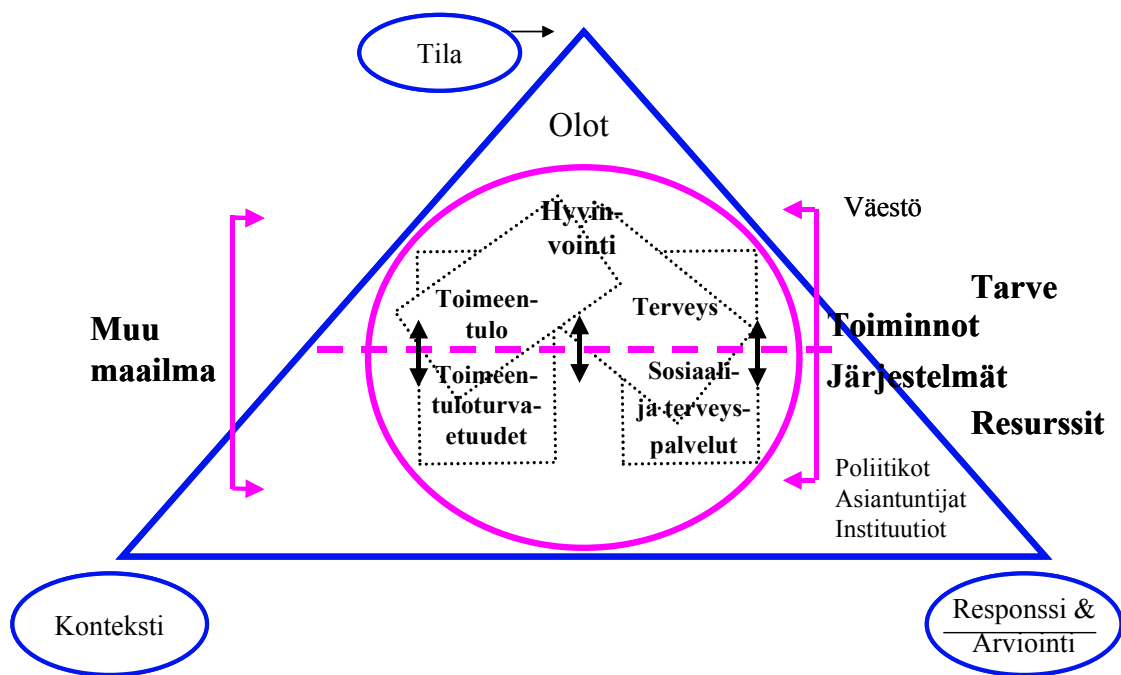 Tila
Olot
Väestö
Hyvin-
vointi
Toimeen-
tulo
Terveys
Tarve
Toiminnot
Muu
maailma
Toimeen-
tuloturva-
etuudet
Sosiaali-
ja terveys-
palvelut
Järjestelmät
Resurssit
Poliitikot
Asiantuntijat
Instituutiot
Konteksti
Responssi &
Arviointi